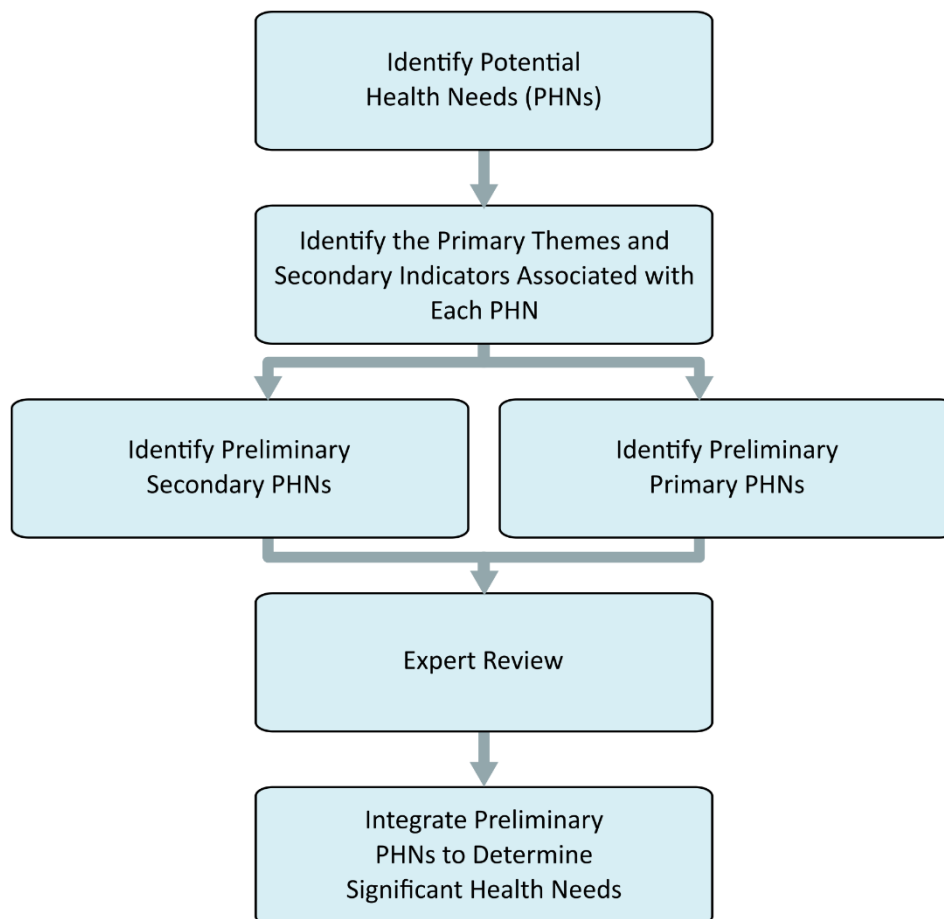 Identify Potential
Health Needs (PHNs)
Identify the Primary Themes and
Secondary Indicators Associated with
Each PHN
Identify Preliminary
Secondary PHNs
Identify Preliminary
Primary PHNs
Expert Review
Integrate Preliminary
PHNs to Determine
Significant Health Needs